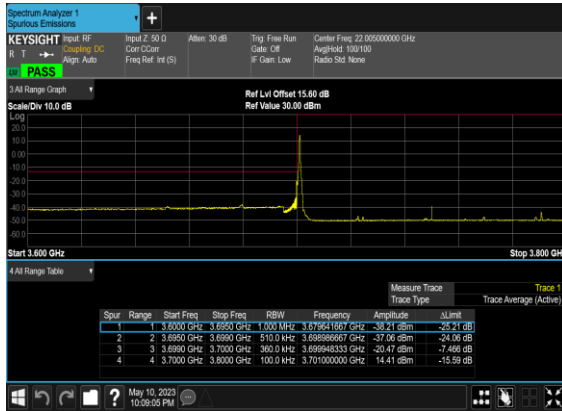 Spectrum Analyzer 1
Spurious Emissions
+
KEYSIGHT Input: RF Input Z: 50 Ω Atten: 30 dB Trig: Free Run Center Freq: 22.005000000 GHz
R T Coupling: DC Corr CCorr Gate: Off Avg|Hold: 100/100
Align: Auto Freq Ref: Int (S) IF Gain: Low Radio Std: None
PASS
3 All Range Graph
Ref Lvl Offset 15.60 dB
Scale/Div 10.0 dB Ref Value 30.00 dBm
Log
20.0
10.0
0.00
-10.0
-20.0
-30.0
-40.0
-50.0
-60.0
Start 3.600 GHz Stop 3.800 GH
4 All Range Table
Measure Trace Trace 1
Trace Type Trace Average (Active)
Spur Range Start Freq Stop Freq RBW Frequency Amplitude ΔLimit
1 1 3.6000 GHz 3.6950 GHz 1.000 MHz 3.679641667 GHz -38.21 dBm -25.21 dB
2 2 3.6950 GHz 3.6990 GHz 510.0 kHz 3.698986667 GHz -37.06 dBm -24.06 dB
3 3 3.6990 GHz 3.7000 GHz 360.0 kHz 3.699948333 GHz -20.47 dBm -7.466 dB
4 4 3.7000 GHz 3.8000 GHz 100.0 kHz 3.701000000 GHz 14.41 dBm -15.59 dB
? May 10, 2023
10:09:05 PM